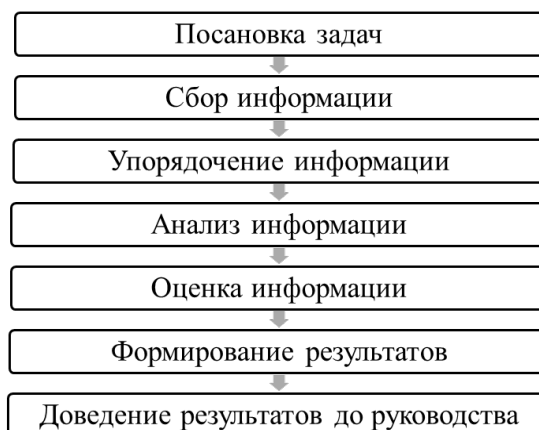 Посановка задач
Сбор информации
Упорядочение информации
Анализ информации
Оценка информации
Формирование результатов
Доведение результатов до руководства